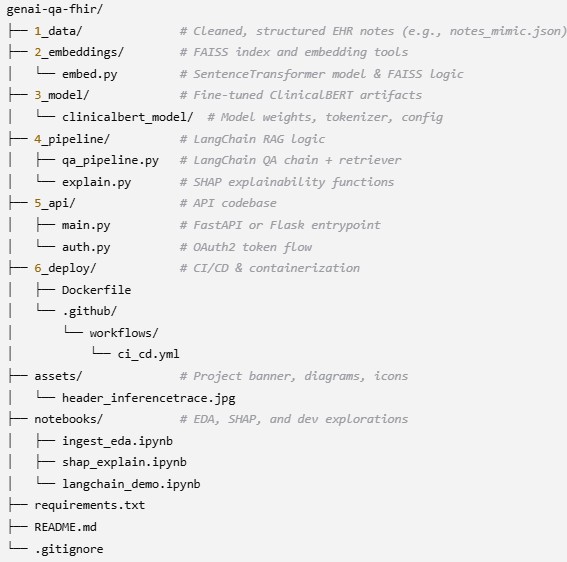 genai-qa-fhir/
├── 1_data/                # Cleaned, structured EHR notes (e.g., notes_mimic.json)
├── 2_embeddings/          # FAISS index and embedding tools
│   └── embed.py           # SentenceTransformer model & FAISS logic
├── 3_model/               # Fine-tuned ClinicalBERT artifacts
│   └── clinicalbert_model/  # Model weights, tokenizer, config
├── 4_pipeline/            # LangChain RAG logic
│   ├── qa_pipeline.py     # LangChain QA chain + retriever
│   └── explain.py         # SHAP explainability functions
├── 5_api/                 # API codebase
│   ├── main.py            # FastAPI or Flask entrypoint
│   └── auth.py            # OAuth2 token flow
├── 6_deploy/              # CI/CD & containerization
│   ├── Dockerfile
│   └── .github/
│       └── workflows/
│           └── ci_cd.yml
├── assets/                # Project banner, diagrams, icons
│   └── header_inferencetrace.jpg
├── notebooks/             # EDA, SHAP, and dev explorations
│   ├── ingest_eda.ipynb
│   ├── shap_explain.ipynb
│   └── langchain_demo.ipynb
├── requirements.txt
├── README.md
└── .gitignore